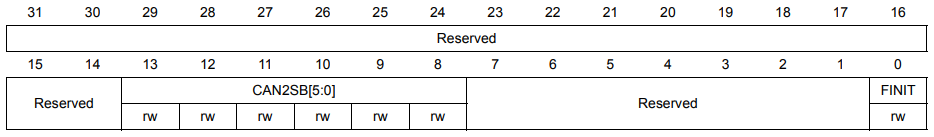 31 30 29 28 27 26 25 24 23 22 21 20 19 18 17 16
Reserved
15 14 13 12 11 10 9 8 7 6 5 4 3 2 1 0
Reserved CAN2SB[5:0] Reserved FINIT
rw rw rw rw rw rw rw